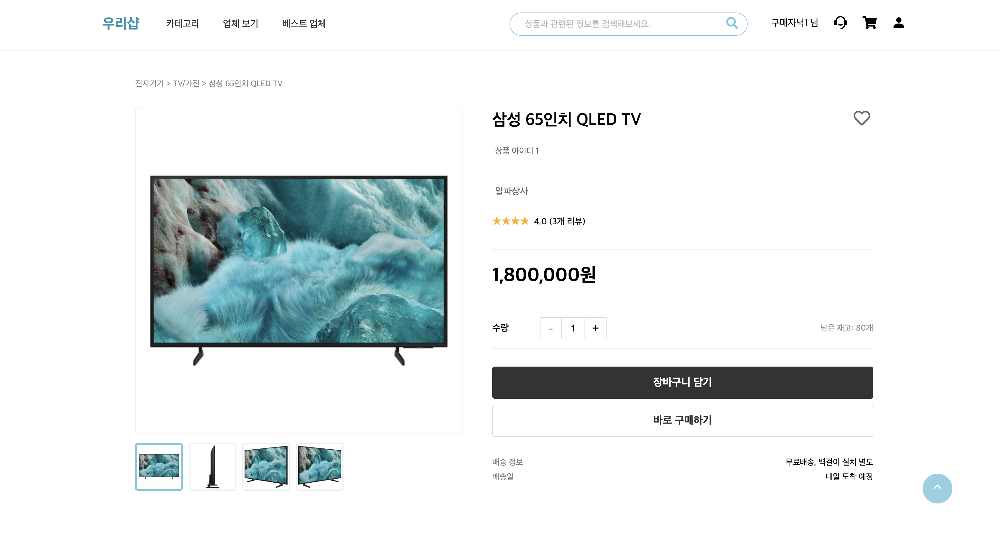 우리샵 카테고리 업체 보기 베스트 업체 상품과 관련된 정보를 검색해보세요. 구매자닉1 님
전자기기 > TV/가전 > 삼성 65인치 QLED TV
삼성 65인치 QLED TV
상품 아이디 1
알파상사
★★★★ 4.0 (3개 리뷰)
1,800,000원
수량 - 1 + 남은 재고: 80개
장바구니 담기
바로 구매하기
배송 정보 무료배송, 벽걸이 설치 별도
배송일 내일 도착 예정